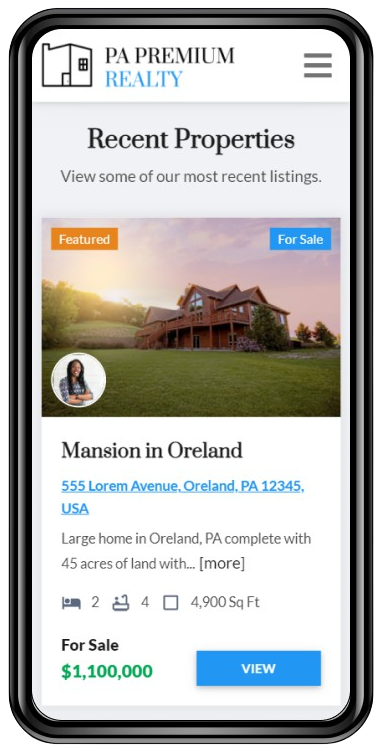 PA PREMIUM
REALTY
Recent Properties
View some of our most recent listings.
Featured
For Sale
Mansion in Oreland
555 Lorem Avenue, Oreland, PA 12345,
USA
Large home in Oreland, PA complete with
45 acres of land with... [more]
2 4 4,900 Sq Ft
For Sale
$1,100,000
VIEW